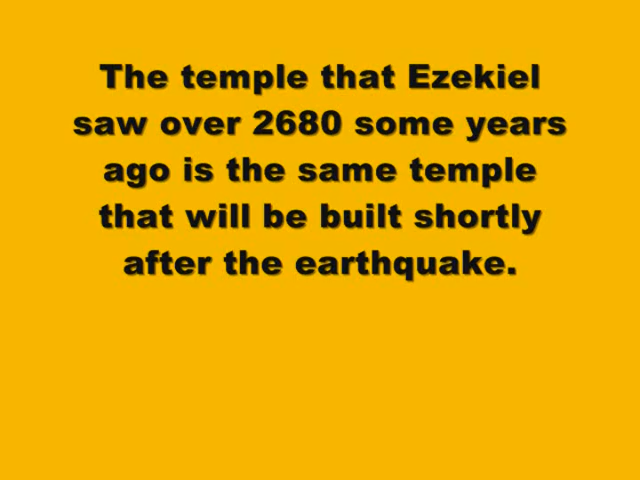 The temple that Ezekiel
saw over 2680 some years
ago is the same temple
that will be built shortly
after the earthquake.